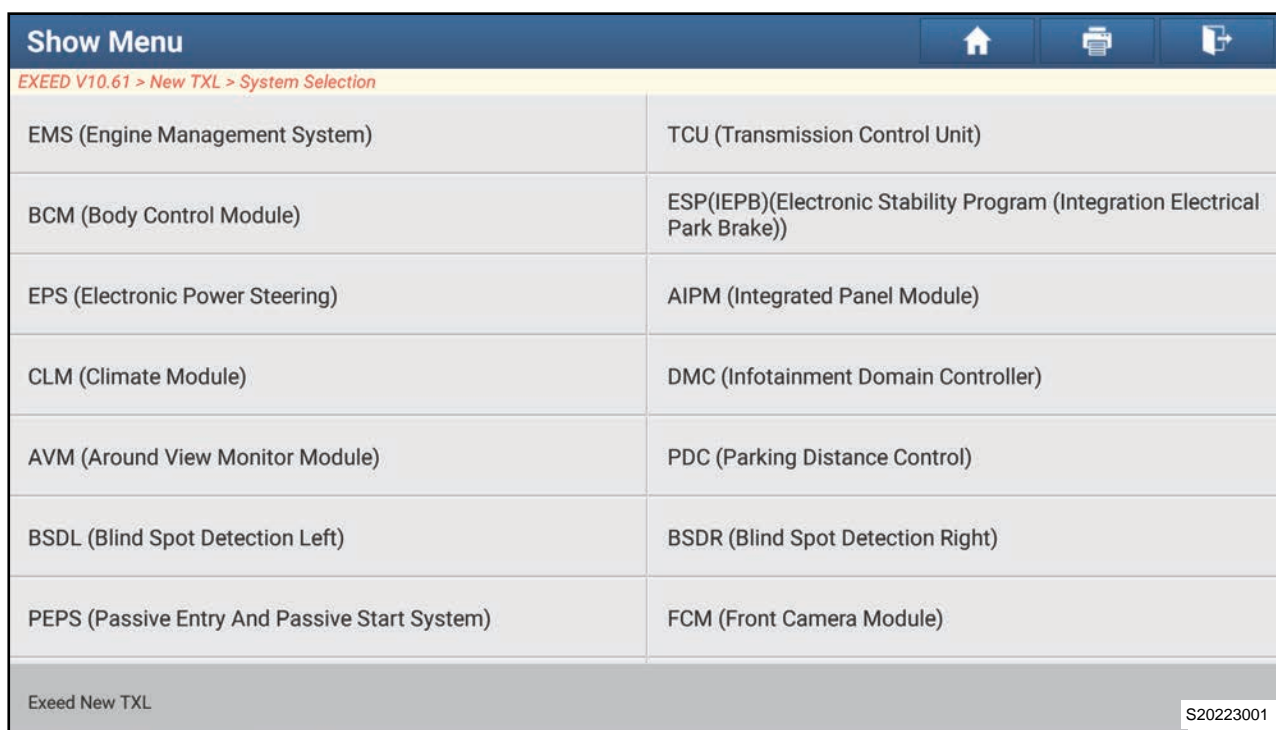 Show Menu
EXEED V10.61 > New TXL > System Selection
EMS (Engine Management System)
TCU (Transmission Control Unit)
BCM (Body Control Module)
ESP(IEPB)(Electronic Stability Program (Integration Electrical
Park Brake))
EPS (Electronic Power Steering)
AIPM (Integrated Panel Module)
CLM (Climate Module)
DMC (Infotainment Domain Controller)
AVM (Around View Monitor Module)
PDC (Parking Distance Control)
BSDL (Blind Spot Detection Left)
BSDR (Blind Spot Detection Right)
PEPS (Passive Entry And Passive Start System)
FCM (Front Camera Module)
Exeed New TXL
S20223001